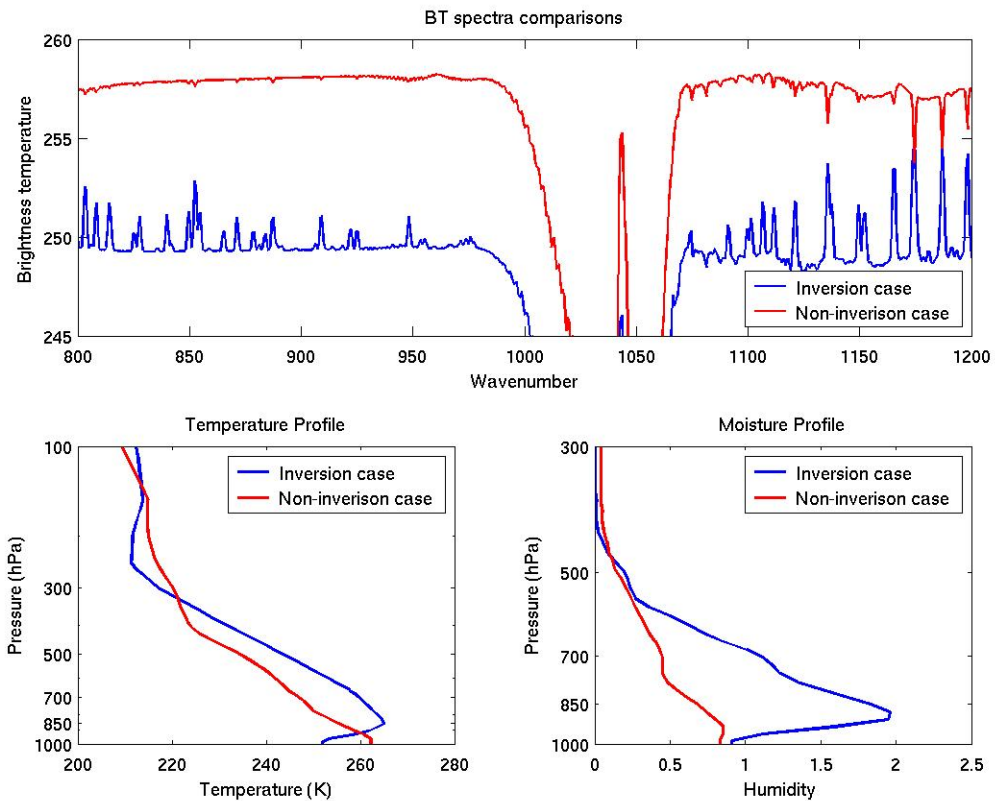 BT spectra comparisons
260
255
250
245
Brightness temperature
800 850 900 950 1000 1050 1100 1150 1200
Wavenumber
Inversion case
Non-inverison case
Temperature Profile
100
300
500
700
850
1000
Pressure (hPa)
200 220 240 260 280
Temperature (K)
Inversion case
Non-inverison case
Moisture Profile
300
500
700
850
1000
Pressure (hPa)
0 0.5 1 1.5 2 2.5
Humidity
Inversion case
Non-inverison case